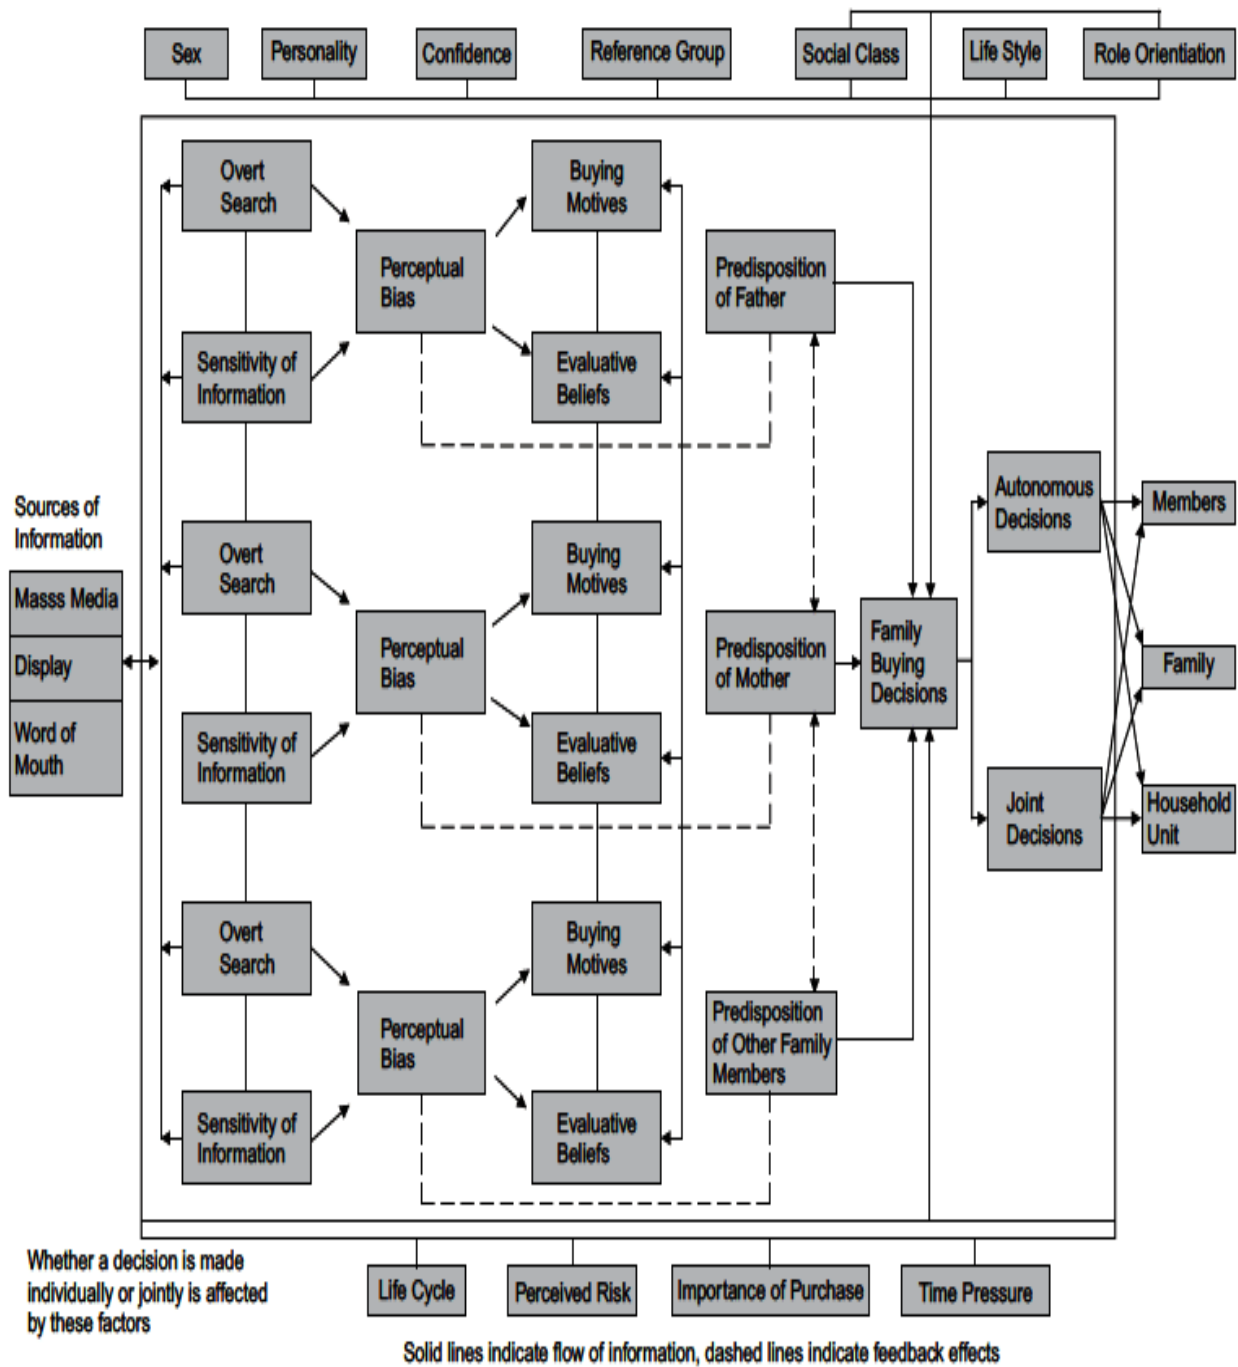 Sex
Personality
Confidence
Reference Group
Social Class
Life Style
Role Orientiation
Overt
Search
Buying
Motives
Perceptual
Bias
Predisposition
of Father
Sensitivity of
Information
Evaluative
Beliefs
Sources of
Information
Masss Media
Display
Word of
Mouth
Overt
Search
Buying
Motives
Perceptual
Bias
Predisposition
of Mother
Sensitivity of
Information
Evaluative
Beliefs
Family
Buying
Decisions
Autonomous
Decisions
Joint
Decisions
Members
Family
Household
Unit
Overt
Search
Buying
Motives
Perceptual
Bias
Predisposition
of Other Family
Members
Sensitivity of
Information
Evaluative
Beliefs
Whether a decision is made
individually or jointly is affected
by these factors
Life Cycle
Perceived Risk
Importance of Purchase
Time Pressure
Solid lines indicate flow of information, dashed lines indicate feedback effects